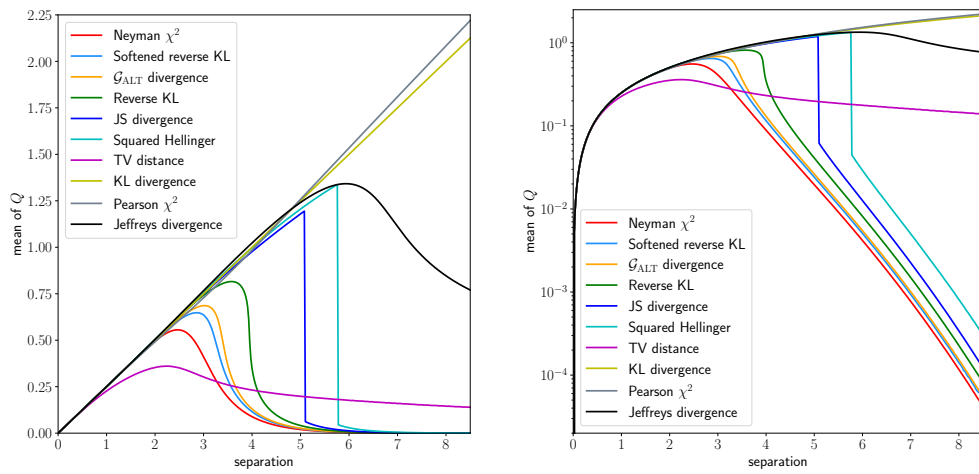 2.25
2.00
1.75
1.50
1.25
1.00
0.75
0.50
0.25
0.00
mean of Q
Neyman χ²
Softened reverse KL
𝒢ALT divergence
Reverse KL
JS divergence
Squared Hellinger
TV distance
KL divergence
Pearson χ²
Jeffreys divergence
0 1 2 3 4 5 6 7 8
separation
10⁰
10⁻¹
10⁻²
10⁻³
10⁻⁴
mean of Q
Neyman χ²
Softened reverse KL
𝒢ALT divergence
Reverse KL
JS divergence
Squared Hellinger
TV distance
KL divergence
Pearson χ²
Jeffreys divergence
0 1 2 3 4 5 6 7 8
separation